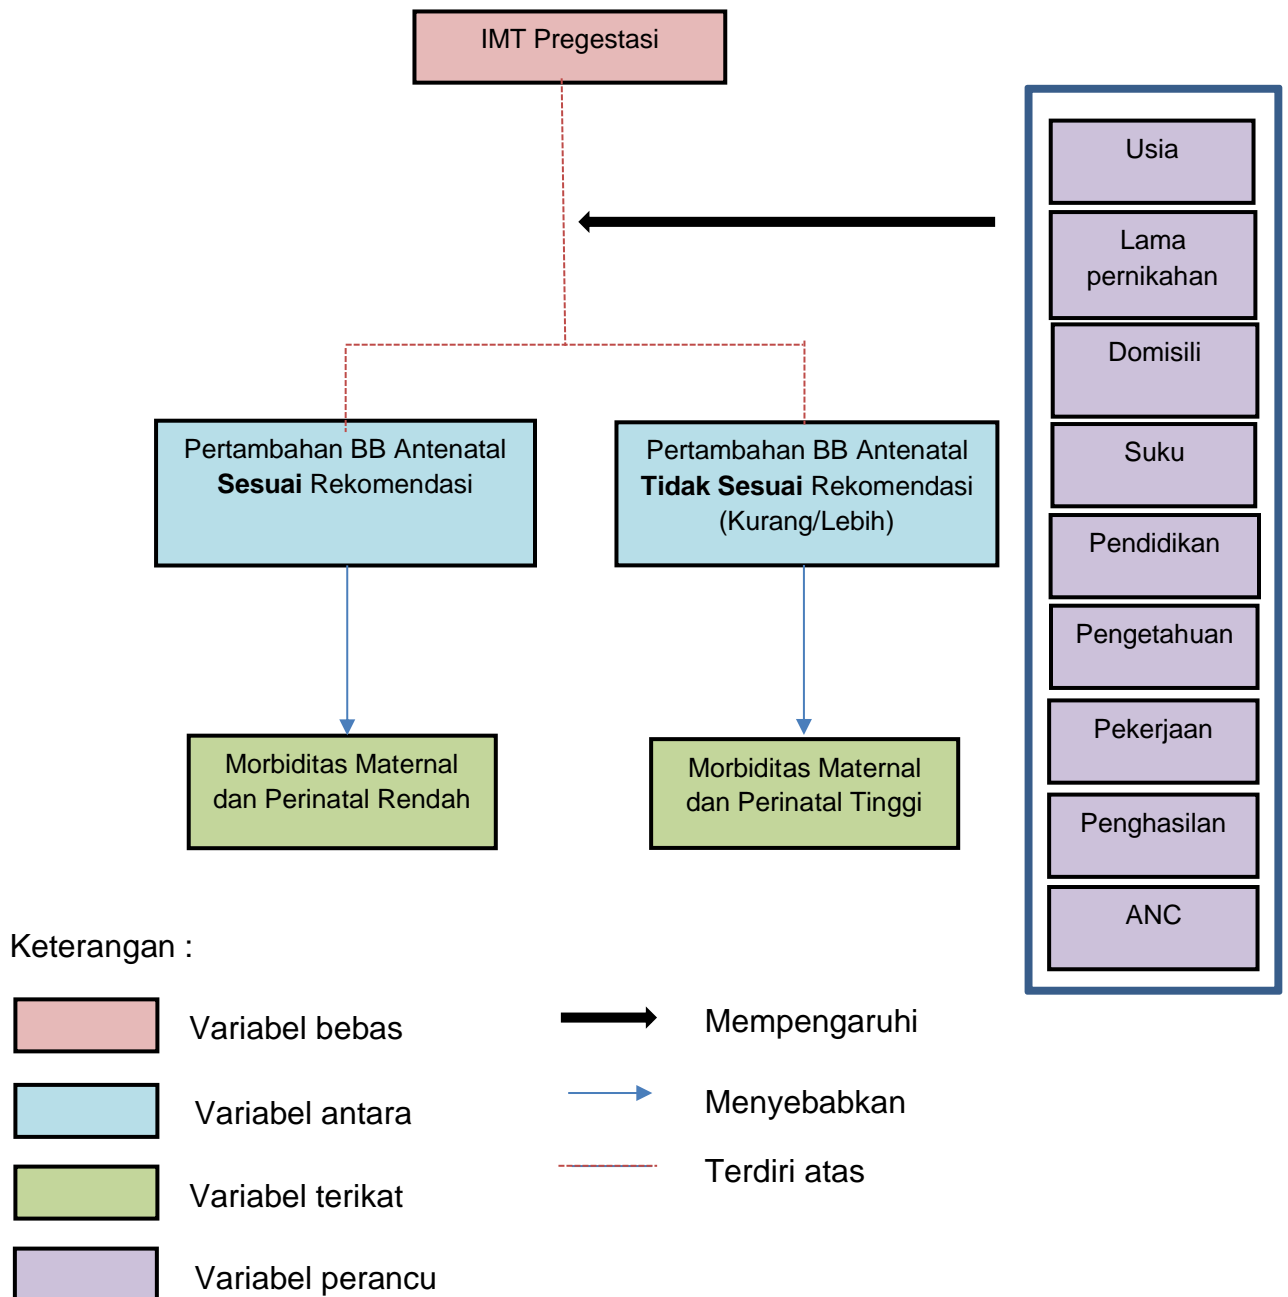 IMT Pregestasi
Usia
Lama
pernikahan
Domisili
Suku
Pendidikan
Pengetahuan
Pekerjaan
Penghasilan
ANC
Pertambahan BB Antenatal
Sesuai Rekomendasi
Pertambahan BB Antenatal
Tidak Sesuai Rekomendasi
(Kurang/Lebih)
Morbiditas Maternal
dan Perinatal Rendah
Morbiditas Maternal
dan Perinatal Tinggi
Keterangan :
Variabel bebas
Variabel antara
Variabel terikat
Variabel perancu
Mempengaruhi
Menyebabkan
Terdiri atas